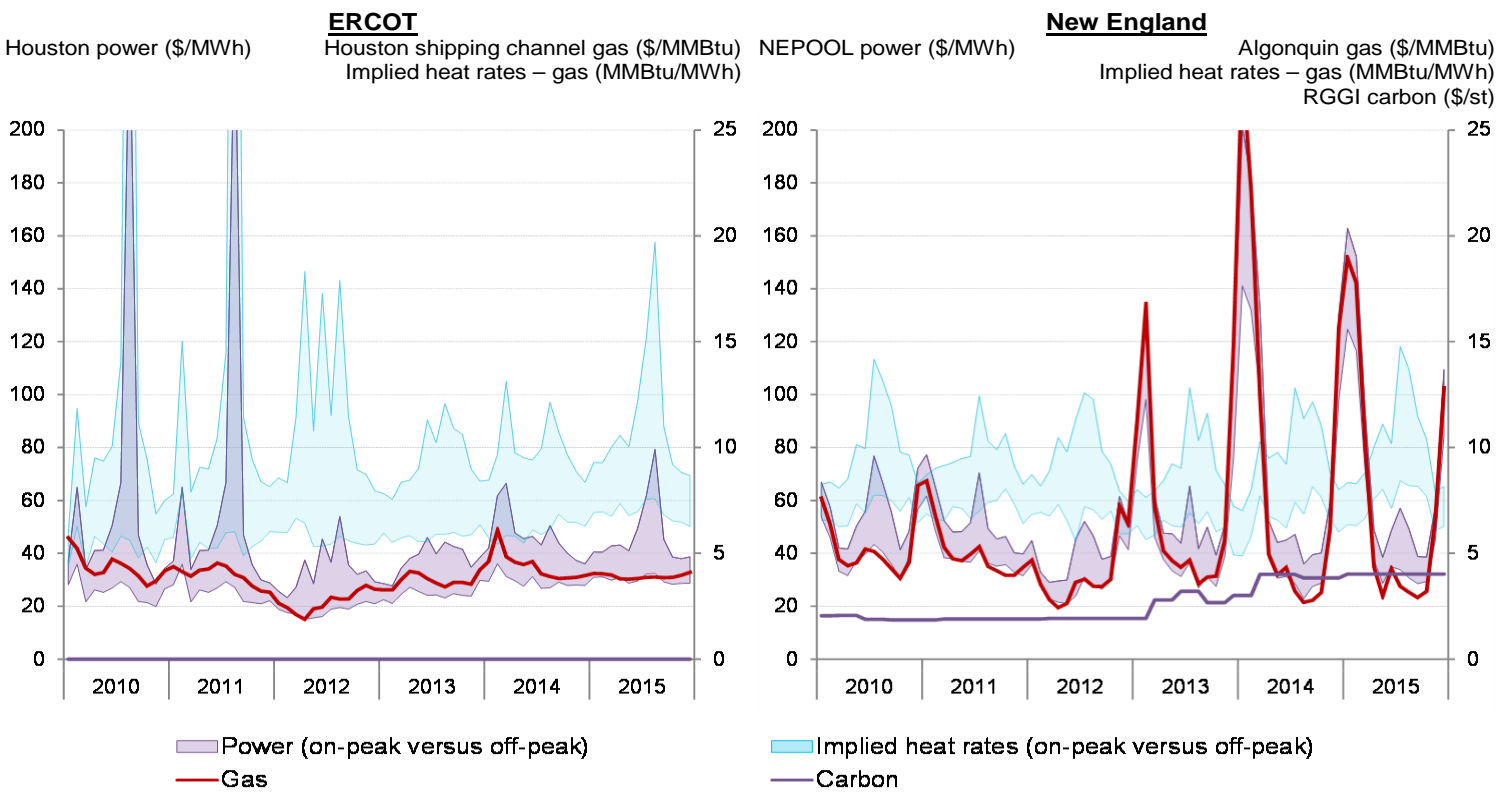 ERCOT
Houston power ($/MWh)
Houston shipping channel gas ($/MMBtu)
Implied heat rates – gas (MMBtu/MWh)
200
180
160
140
120
100
80
60
40
20
0
25
20
15
10
5
0
2010 2011 2012 2013 2014 2015
New England
NEPOOL power ($/MWh)
Algonquin gas ($/MMBtu)
Implied heat rates – gas (MMBtu/MWh)
RGGI carbon ($/st)
200
180
160
140
120
100
80
60
40
20
0
25
20
15
10
5
0
2010 2011 2012 2013 2014 2015
Power (on-peak versus off-peak)
Implied heat rates (on-peak versus off-peak)
Gas
Carbon